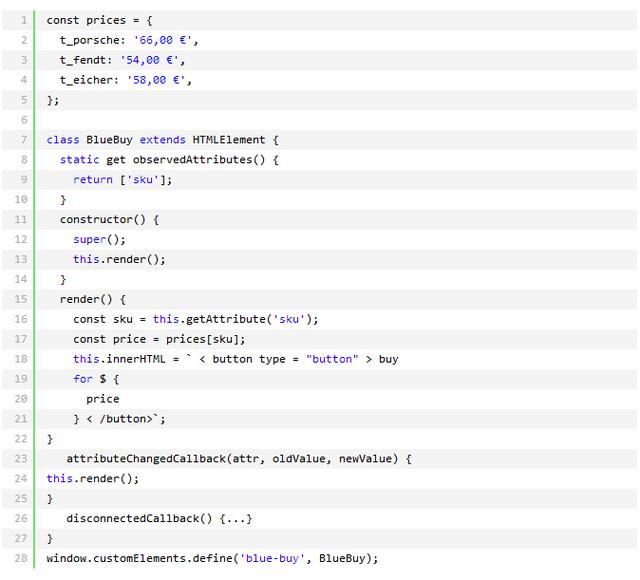 1 const prices = {
2   t_porsche: '66,00 €',
3   t_fendt: '54,00 €',
4   t_eicher: '58,00 €',
5 };
6
7 class BlueBuy extends HTMLElement {
8   static get observedAttributes() {
9     return ['sku'];
10   }
11   constructor() {
12     super();
13     this.render();
14   }
15   render() {
16     const sku = this.getAttribute('sku');
17     const price = prices[sku];
18     this.innerHTML = ` < button type = "button" > buy
19     for $ {
20       price
21     } < /button>`;
22 }
23    attributeChangedCallback(attr, oldValue, newValue) {
24 this.render();
25 }
26    disconnectedCallback() {...}
27 }
28 window.customElements.define('blue-buy', BlueBuy);